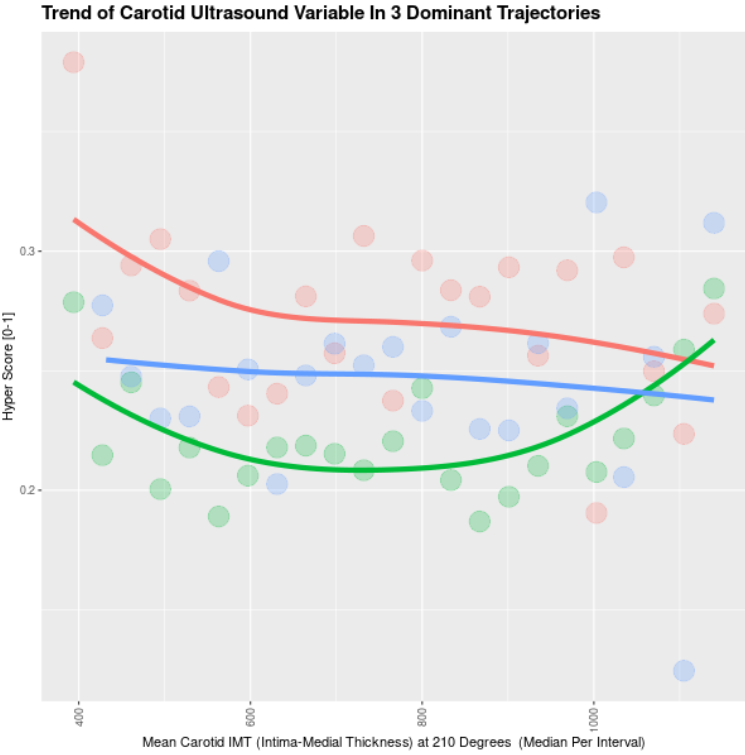 Trend of Carotid Ultrasound Variable In 3 Dominant Trajectories
Hyper Score [0-1]
0.3
0.2
400
600
800
1000
Mean Carotid IMT (Intima-Medial Thickness) at 210 Degrees (Median Per Interval)